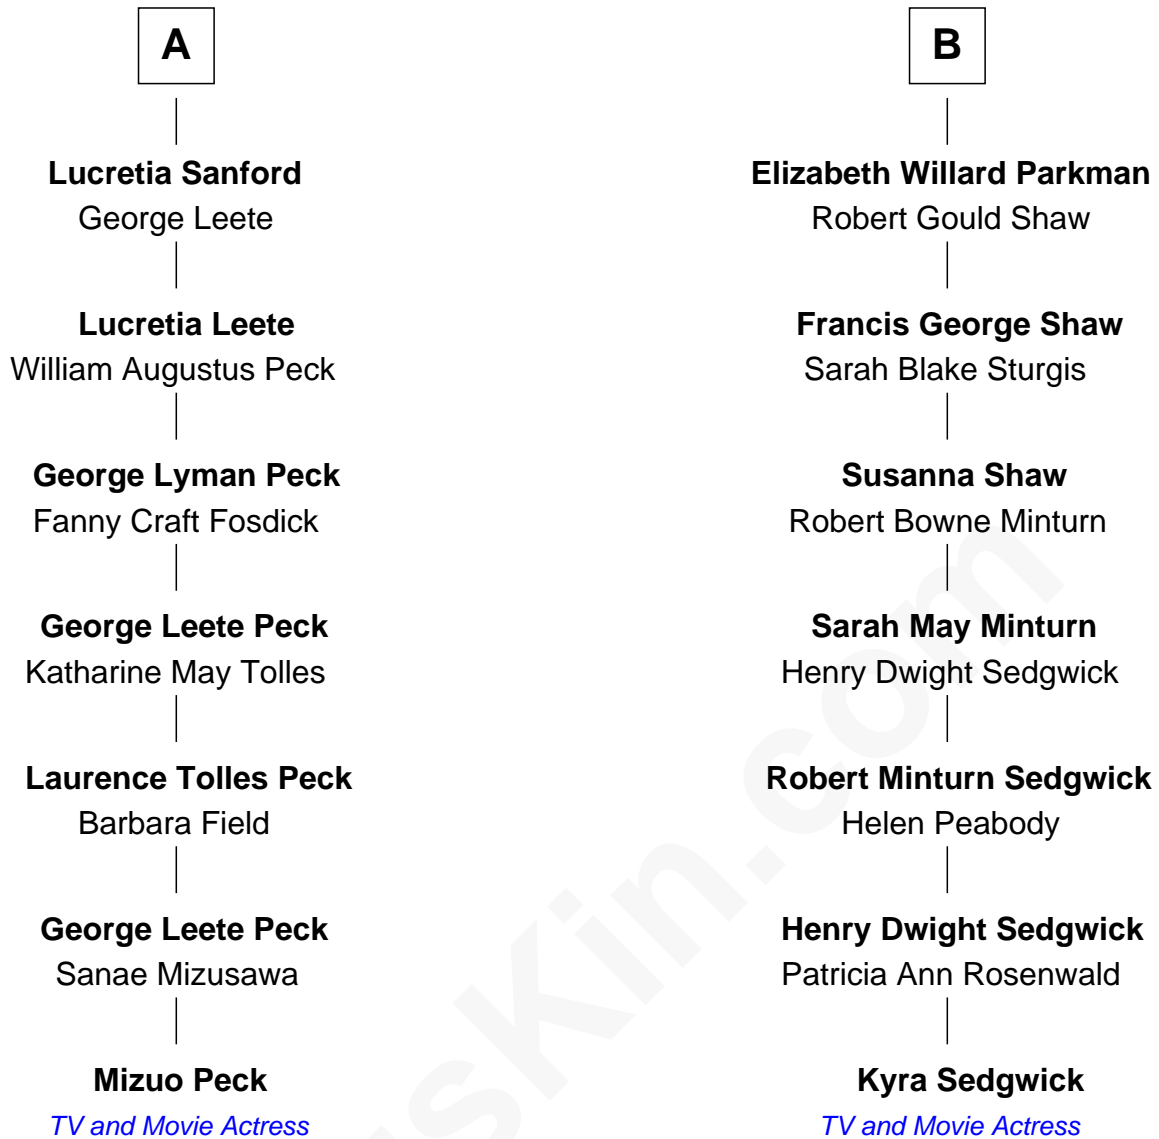 A
Lucretia Sanford
George Leete
Lucretia Leete
William Augustus Peck
George Lyman Peck
Fanny Craft Fosdick
George Leete Peck
Katharine May Tolles
Laurence Tolles Peck
Barbara Field
George Leete Peck
Sanae Mizusawa
Mizuo Peck
TV and Movie Actress
B
Elizabeth Willard Parkman
Robert Gould Shaw
Francis George Shaw
Sarah Blake Sturgis
Susanna Shaw
Robert Bowne Minturn
Sarah May Minturn
Henry Dwight Sedgwick
Robert Minturn Sedgwick
Helen Peabody
Henry Dwight Sedgwick
Patricia Ann Rosenwald
Kyra Sedgwick
TV and Movie Actress
sKin.com